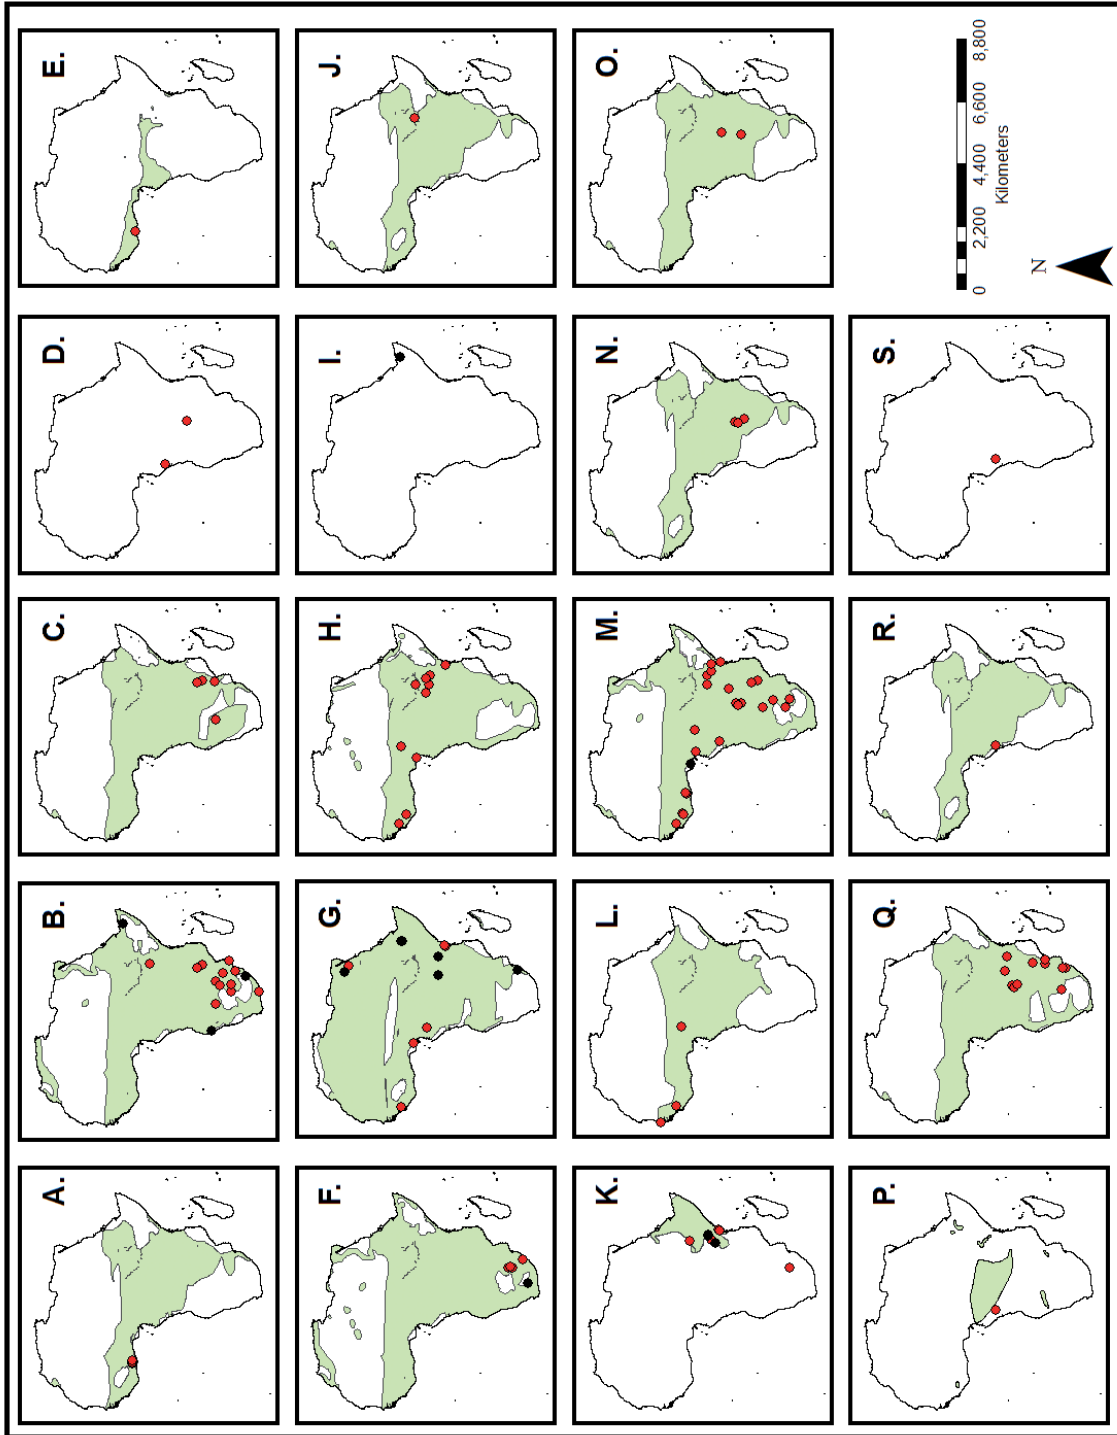 A.
B.
C.
D.
E.
F.
G.
H.
I.
J.
K.
L.
M.
N.
O.
P.
Q.
R.
S.
0 2,200 4,400 6,600 8,800
Kilometers
N